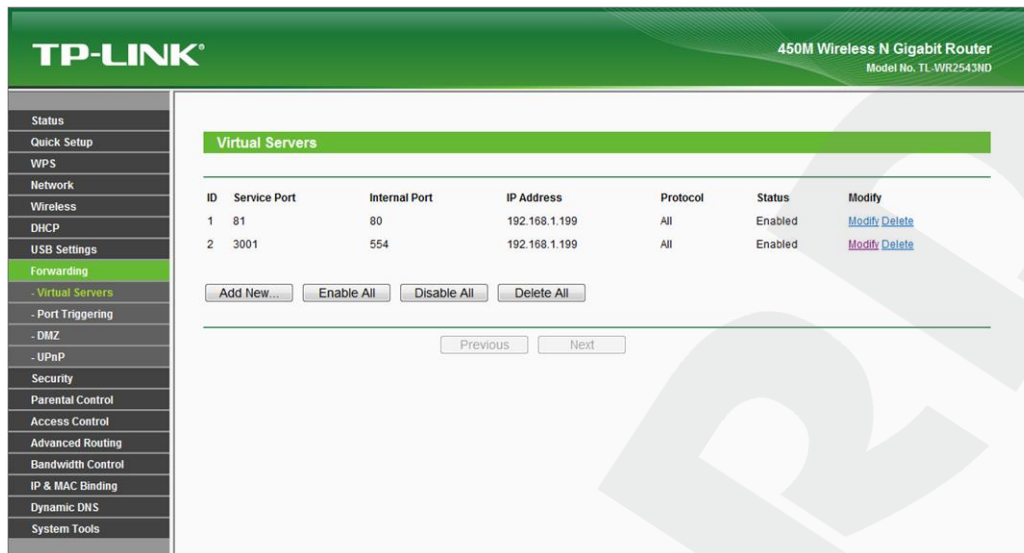 TP-LINK®
450M Wireless N Gigabit Router
Model No. TL-WR2543ND
Status
Quick Setup
WPS
Network
Wireless
DHCP
USB Settings
Forwarding
- Virtual Servers
- Port Triggering
- DMZ
- UPnP
Security
Parental Control
Access Control
Advanced Routing
Bandwidth Control
IP & MAC Binding
Dynamic DNS
System Tools
Virtual Servers
ID Service Port Internal Port IP Address Protocol Status Modify
1 81 80 192.168.1.199 All Enabled Modify Delete
2 3001 554 192.168.1.199 All Enabled Modify Delete
Add New... Enable All Disable All Delete All
Previous Next